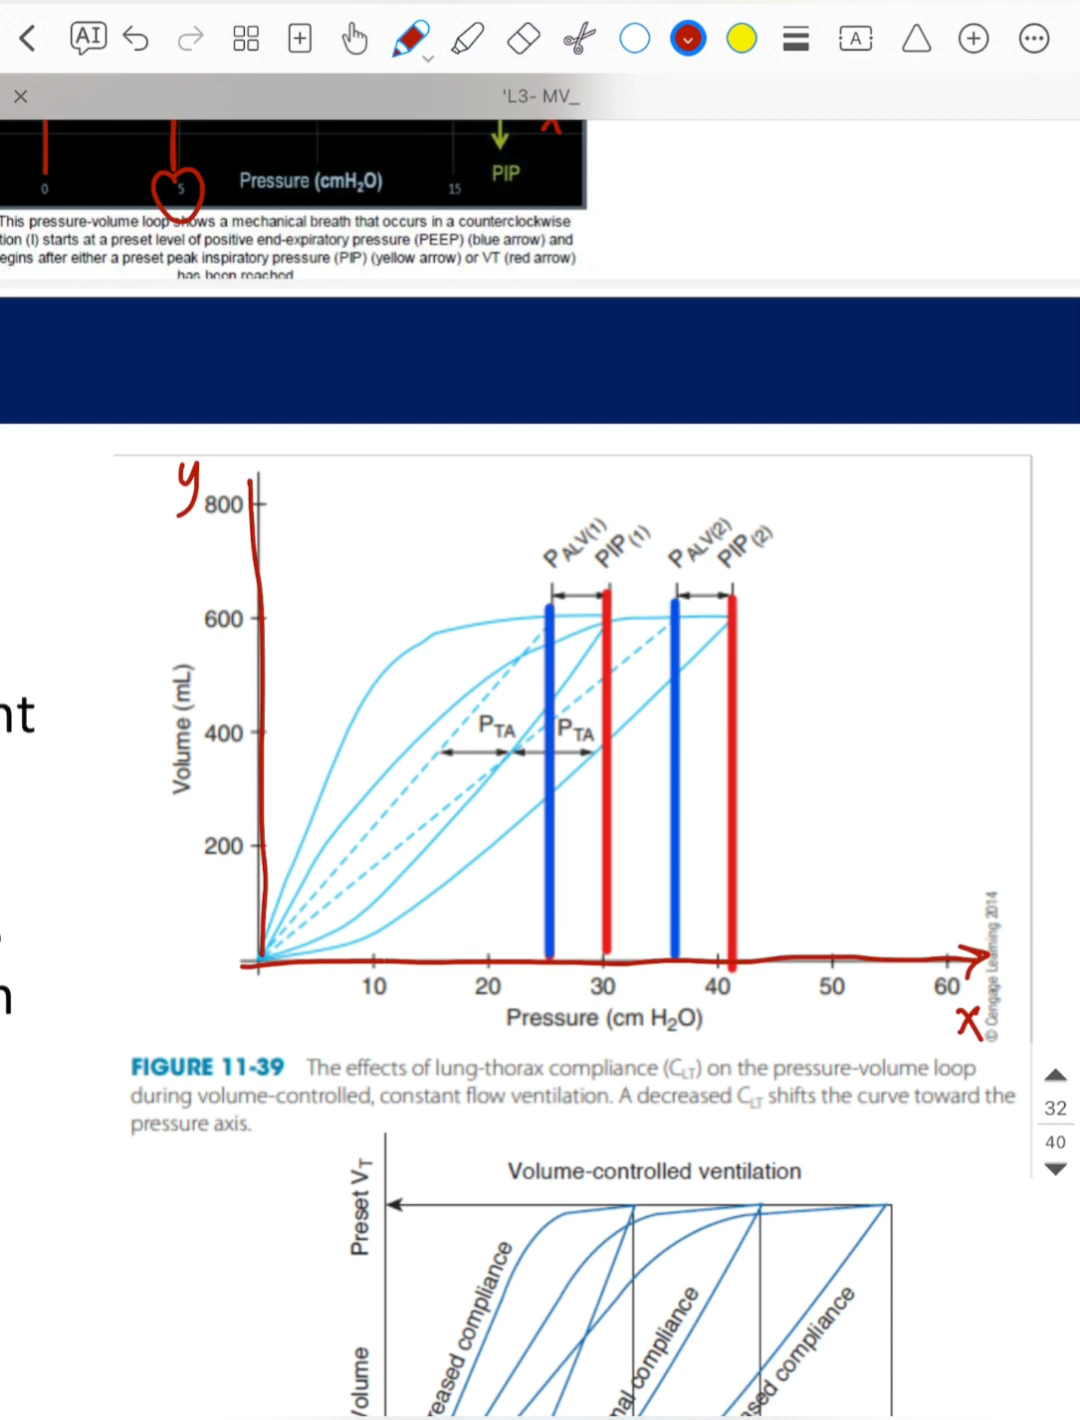 AI
A
'L3- MV_
0
5
Pressure (cmH₂O)
15
PIP
This pressure-volume loop shows a mechanical breath that occurs in a counterclockwise
tion (I) starts at a preset level of positive end-expiratory pressure (PEEP) (blue arrow) and
egins after either a preset peak inspiratory pressure (PIP) (yellow arrow) or VT (red arrow)
has been reached
nt
n
y
800
600
400
200
Volume (mL)
PALV(1)
PIP(1)
PALV(2)
PIP(2)
PTA
PTA
10 20 30 40 50 60
Pressure (cm H₂O)
x
© Cengage Learning 2014
FIGURE 11-39 The effects of lung-thorax compliance (CLT) on the pressure-volume loop
during volume-controlled, constant flow ventilation. A decreased CLT shifts the curve toward the
pressure axis.
32
40
Volume-controlled ventilation
Preset VT
olume
reased compliance
nal compliance
sed compliance